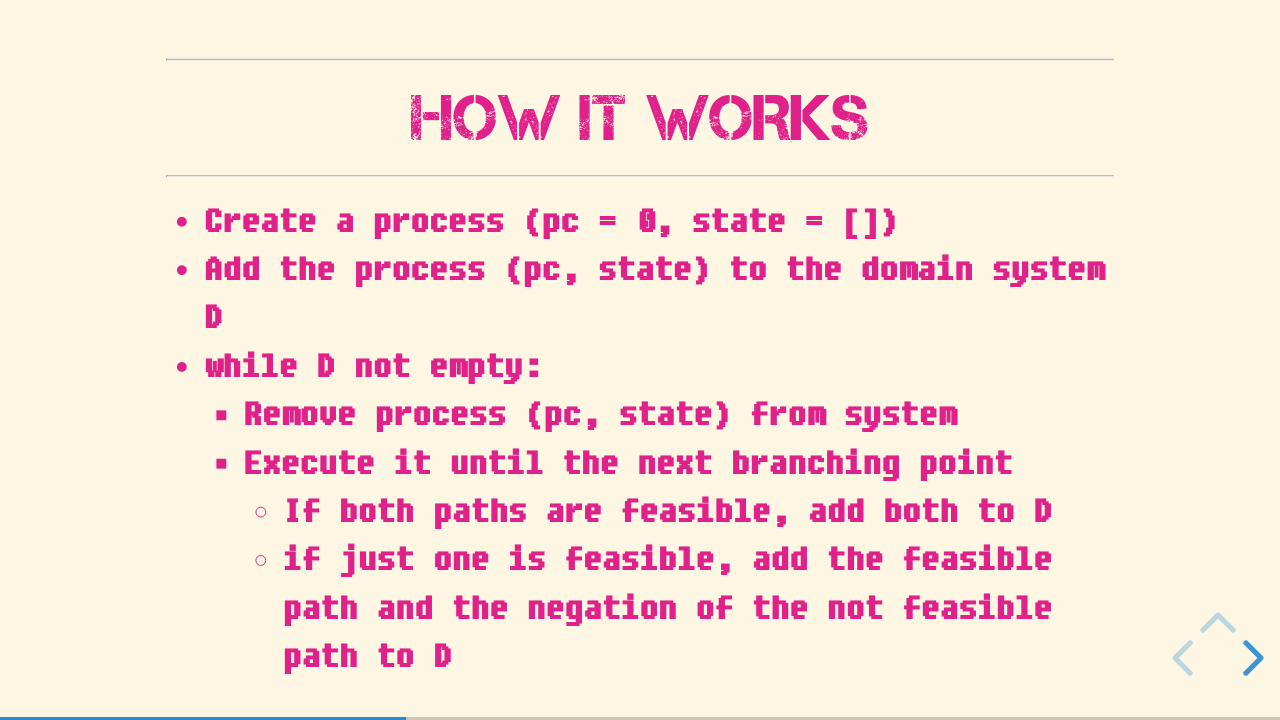 HOW IT WORKS
• Create a process (pc = 0, state = [])
• Add the process (pc, state) to the domain system
D
• while D not empty:
▪ Remove process (pc, state) from system
▪ Execute it until the next branching point
○ If both paths are feasible, add both to D
○ if just one is feasible, add the feasible
path and the negation of the not feasible
path to D